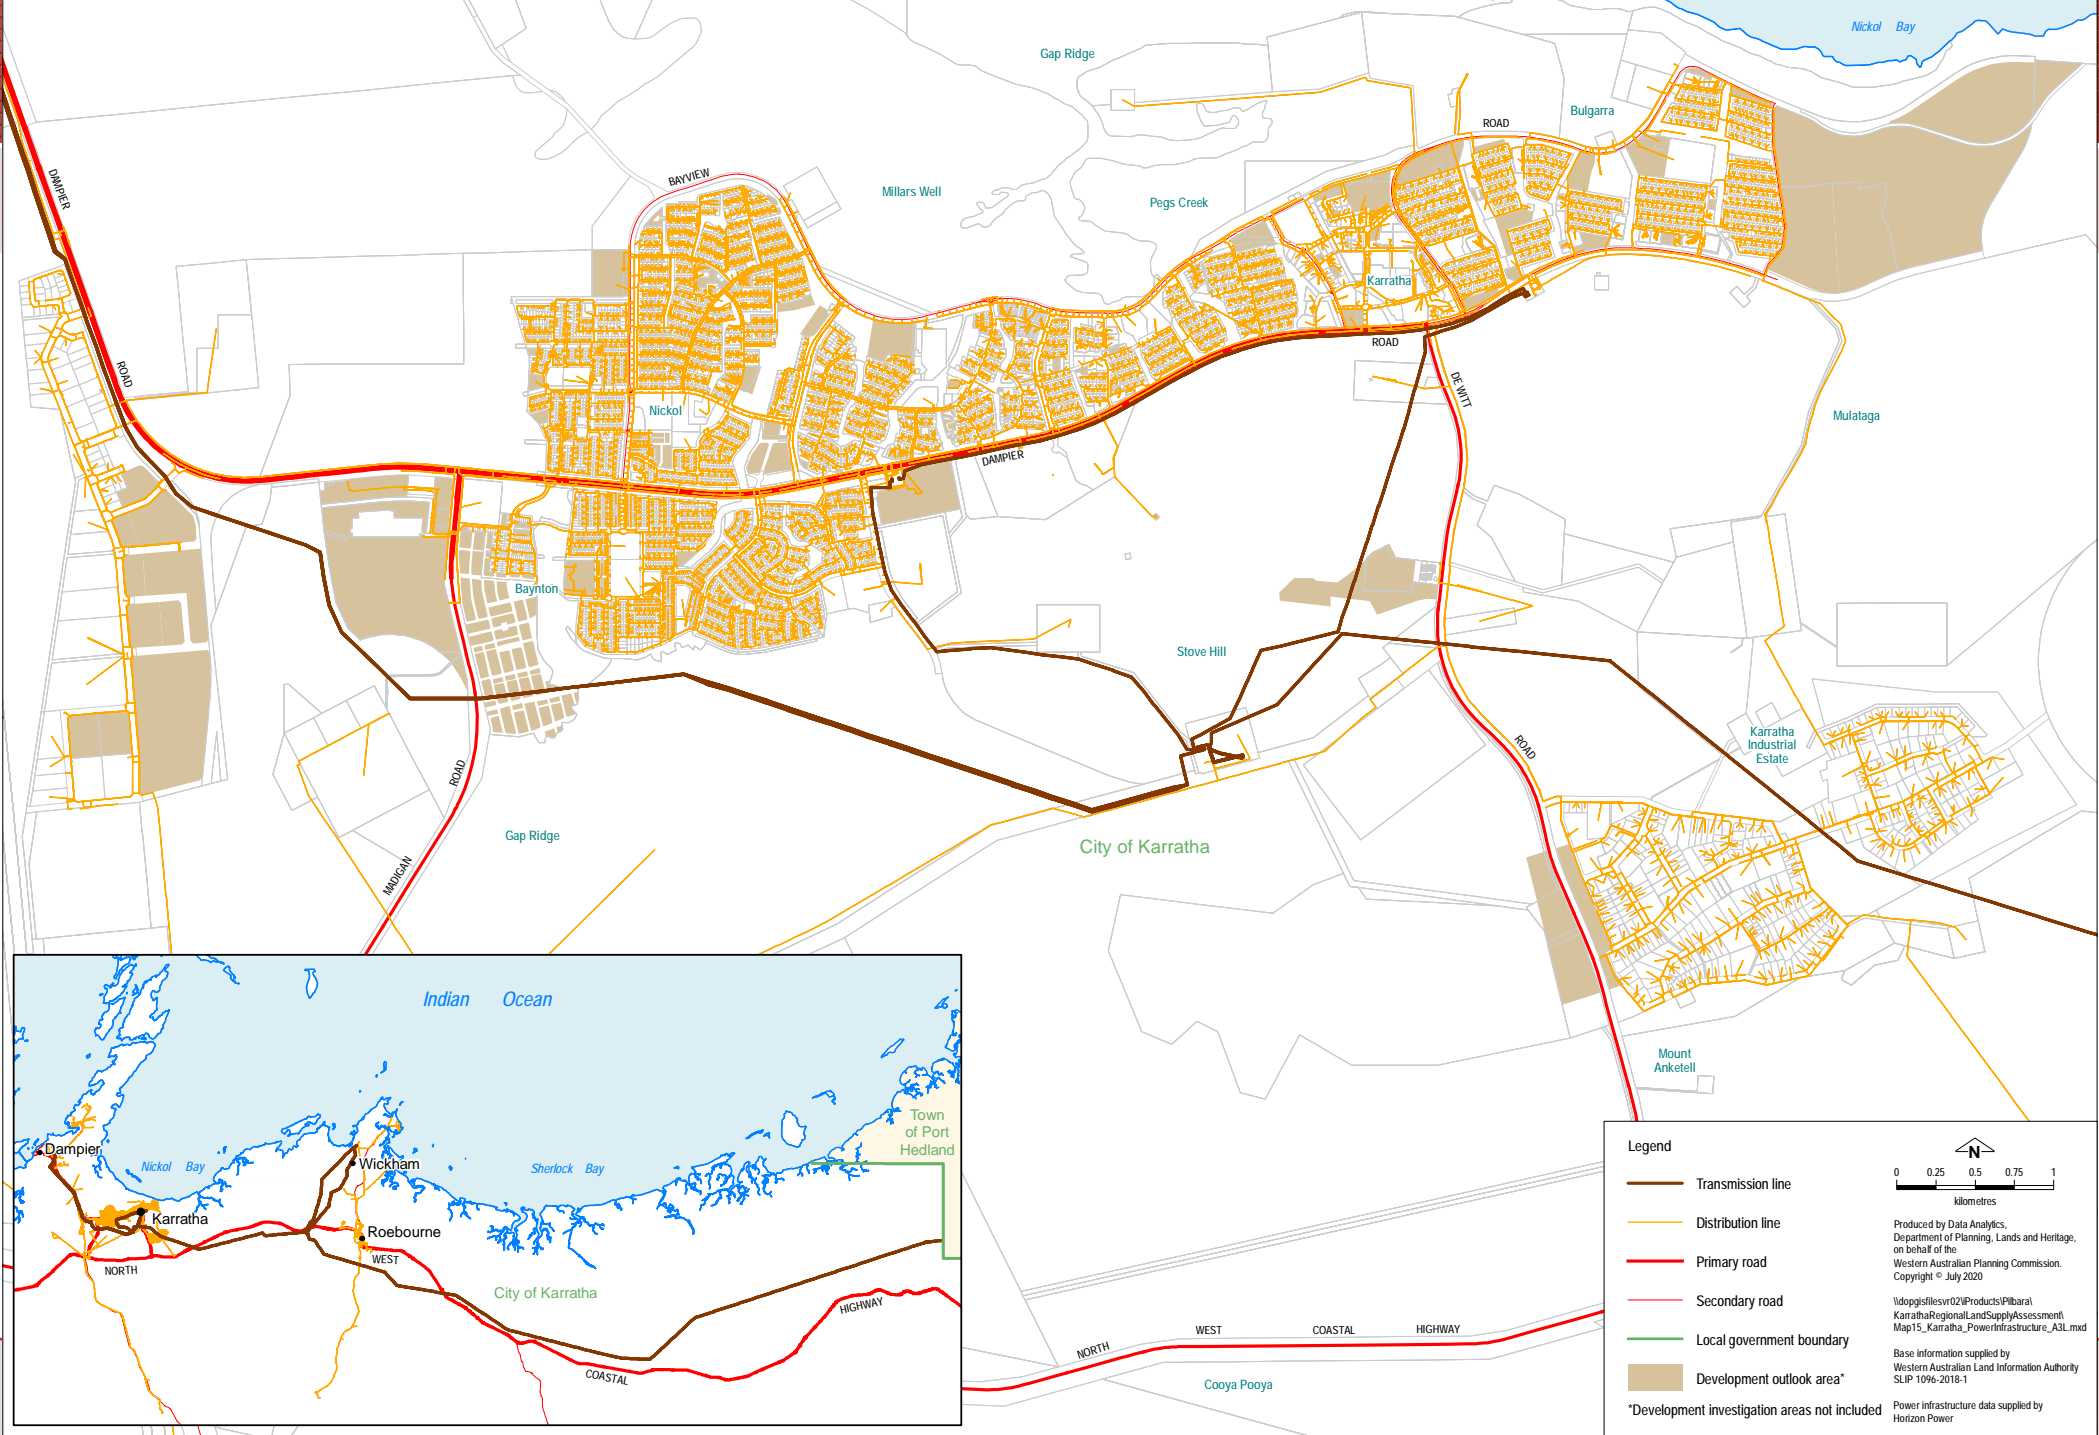 Nickol Bay
Gap Ridge
Bulgarra
ROAD
DAMPIER
BAYVIEW
Millars Well
Pegs Creek
Karratha
ROAD
ROAD
DE WITT
Nickol
Mulataga
DAMPIER
Baynton
Stove Hill
Karratha
Industrial
Estate
ROAD
ROAD
Gap Ridge
City of Karratha
MADIGAN
Mount
Anketell
WEST COASTAL HIGHWAY
NORTH
Cooya Pooya
Indian Ocean
Town
of Port
Hedland
Dampier
Nickol Bay
Wickham
Sherlock Bay
Karratha
Roebourne
NORTH
WEST
City of Karratha
HIGHWAY
COASTAL
Legend
Transmission line
Distribution line
Primary road
Secondary road
Local government boundary
Development outlook area*
*Development investigation areas not included
N
0 0.25 0.5 0.75 1
kilometres
Produced by Data Analytics,
Department of Planning, Lands and Heritage,
on behalf of the
Western Australian Planning Commission.
Copyright © July 2020
\\dopgisfilesvr02\iProducts\Pilbara\
KarrathaRegionalLandSupplyAssessment\
Map15_Karratha_PowerInfrastructure_A3L.mxd
Base information supplied by
Western Australian Land Information Authority
SLIP 1096-2018-1
Power infrastructure data supplied by
Horizon Power